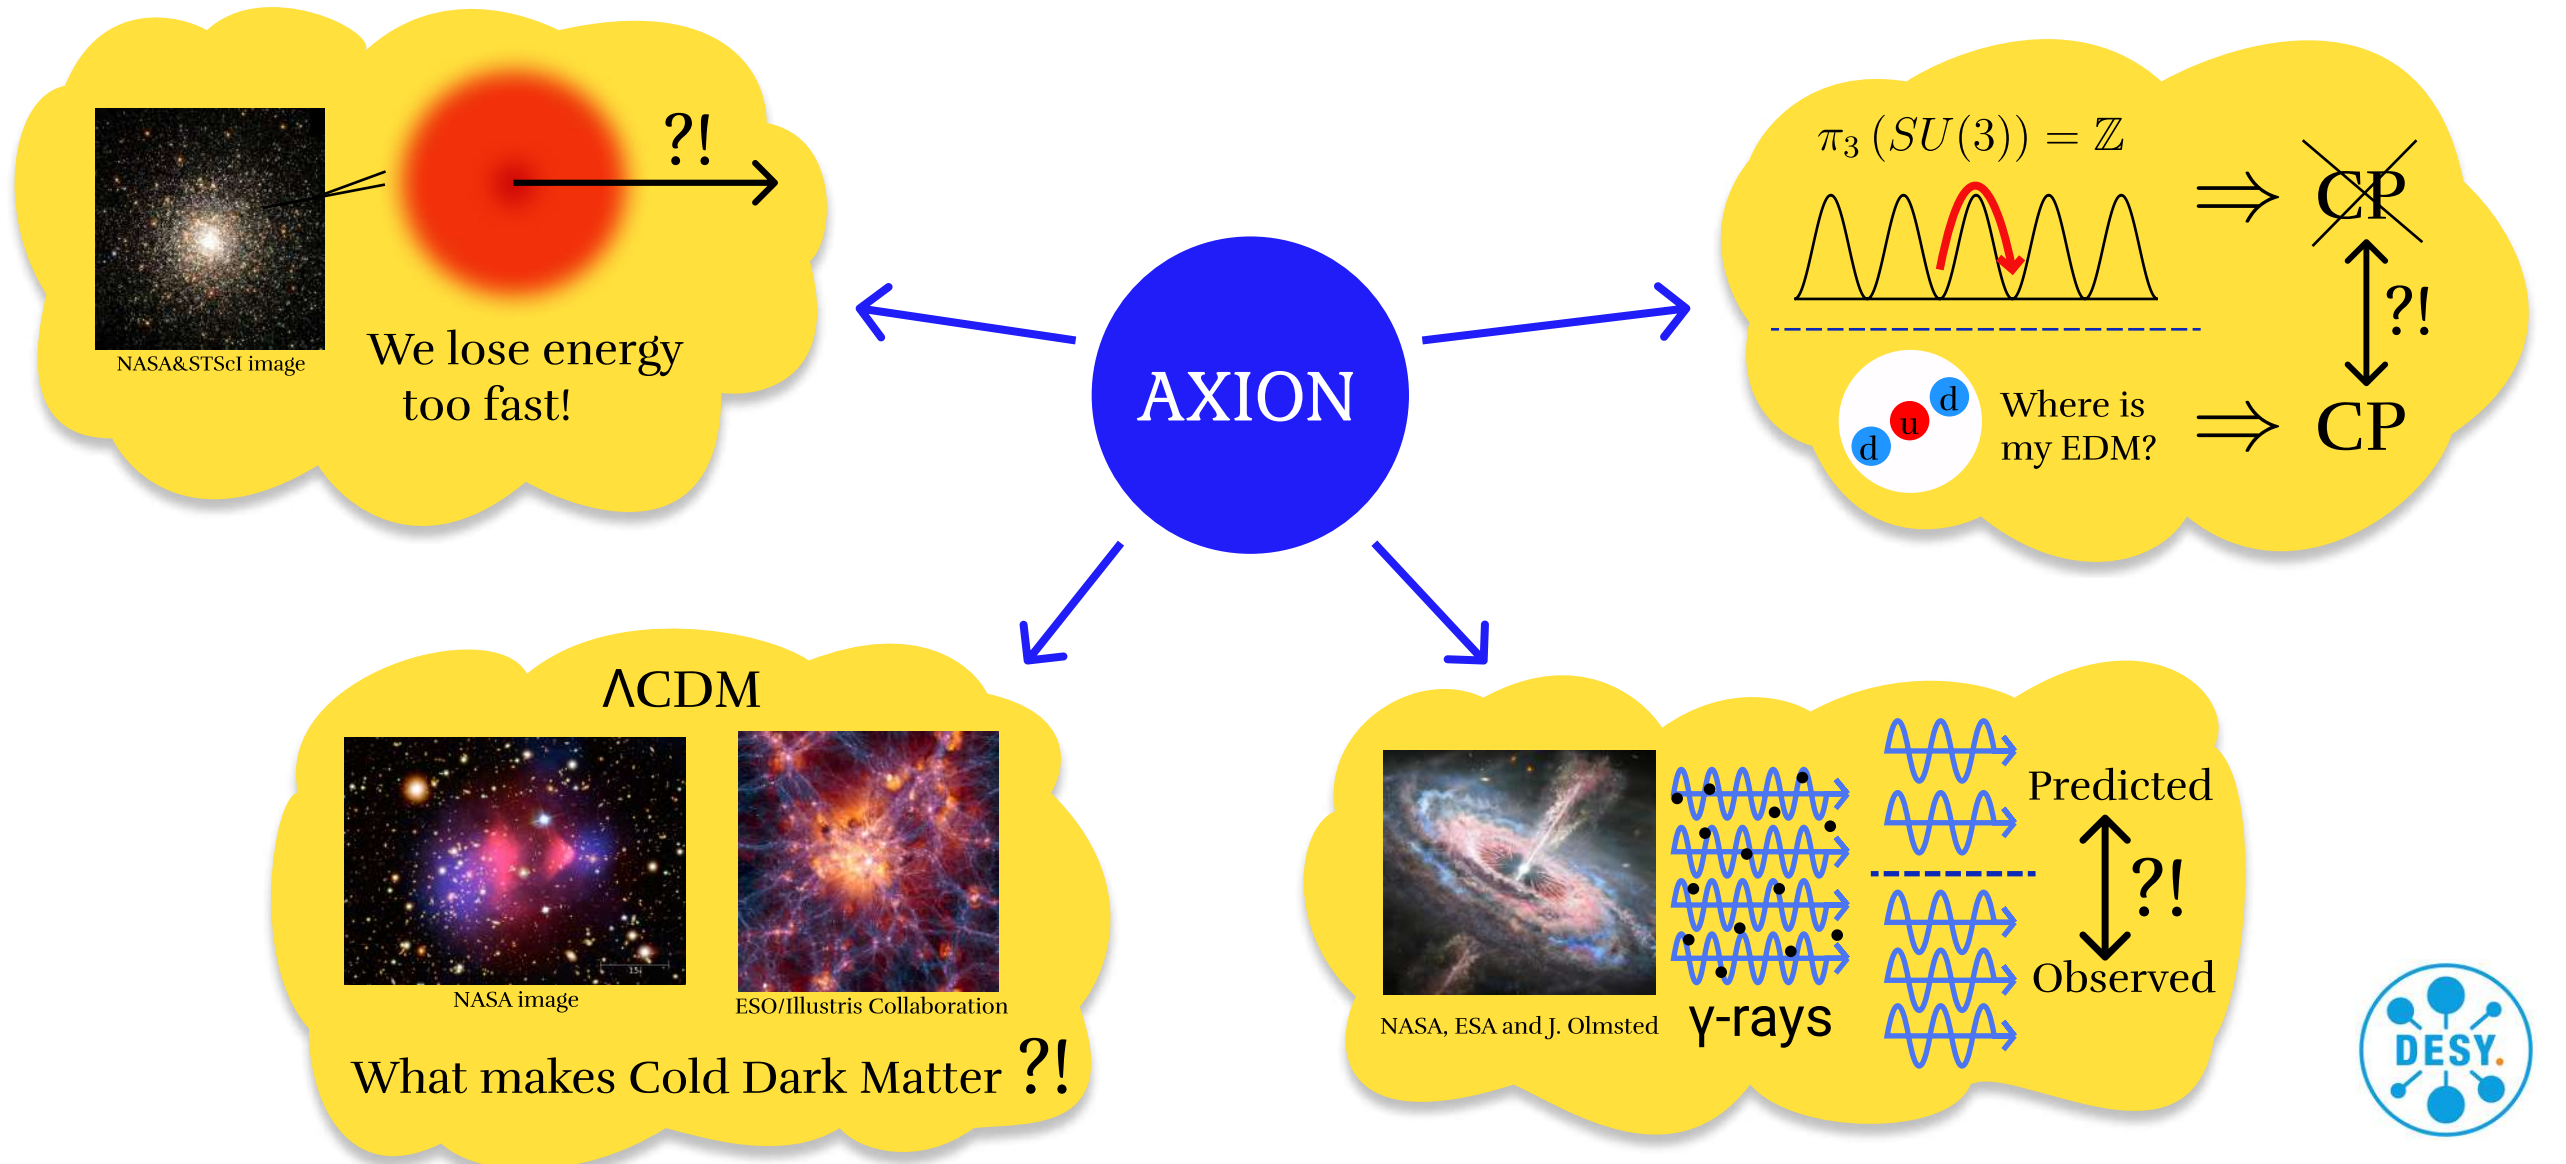 ?!
NASA&STScI image
We lose energy
too fast!
AXION
π₃ (SU(3)) = ℤ
⇒ CP
?!
d
u
d
Where is
my EDM?
⇒ CP
ΛCDM
NASA image
ESO/Illustris Collaboration
What makes Cold Dark Matter ?!
NASA, ESA and J. Olmsted
γ-rays
Predicted
?!
Observed
DESY.